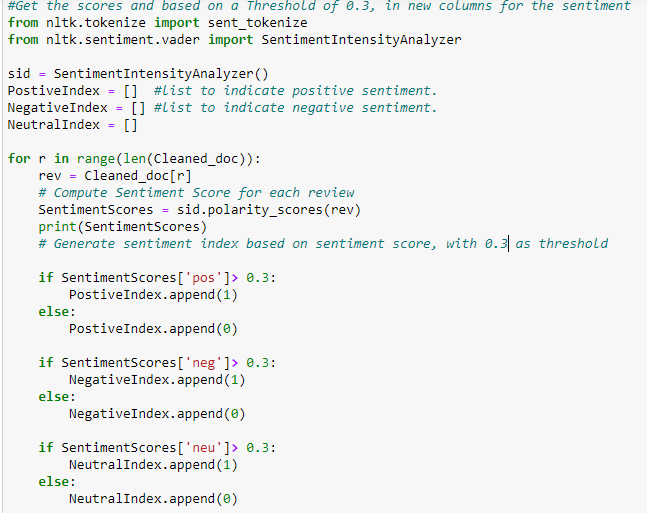 #Get the scores and based on a Threshold of 0.3, in new columns for the sentiment
from nltk.tokenize import sent_tokenize
from nltk.sentiment.vader import SentimentIntensityAnalyzer

sid = SentimentIntensityAnalyzer()
PostiveIndex = []  #list to indicate positive sentiment.
NegativeIndex = [] #list to indicate negative sentiment.
NeutralIndex = []

for r in range(len(Cleaned_doc)):
    rev = Cleaned_doc[r]
    # Compute Sentiment Score for each review
    SentimentScores = sid.polarity_scores(rev)
    print(SentimentScores)
    # Generate sentiment index based on sentiment score, with 0.3 as threshold

    if SentimentScores['pos']> 0.3:
        PostiveIndex.append(1)
    else:
        PostiveIndex.append(0)

    if SentimentScores['neg']> 0.3:
        NegativeIndex.append(1)
    else:
        NegativeIndex.append(0)

    if SentimentScores['neu']> 0.3:
        NeutralIndex.append(1)
    else:
        NeutralIndex.append(0)